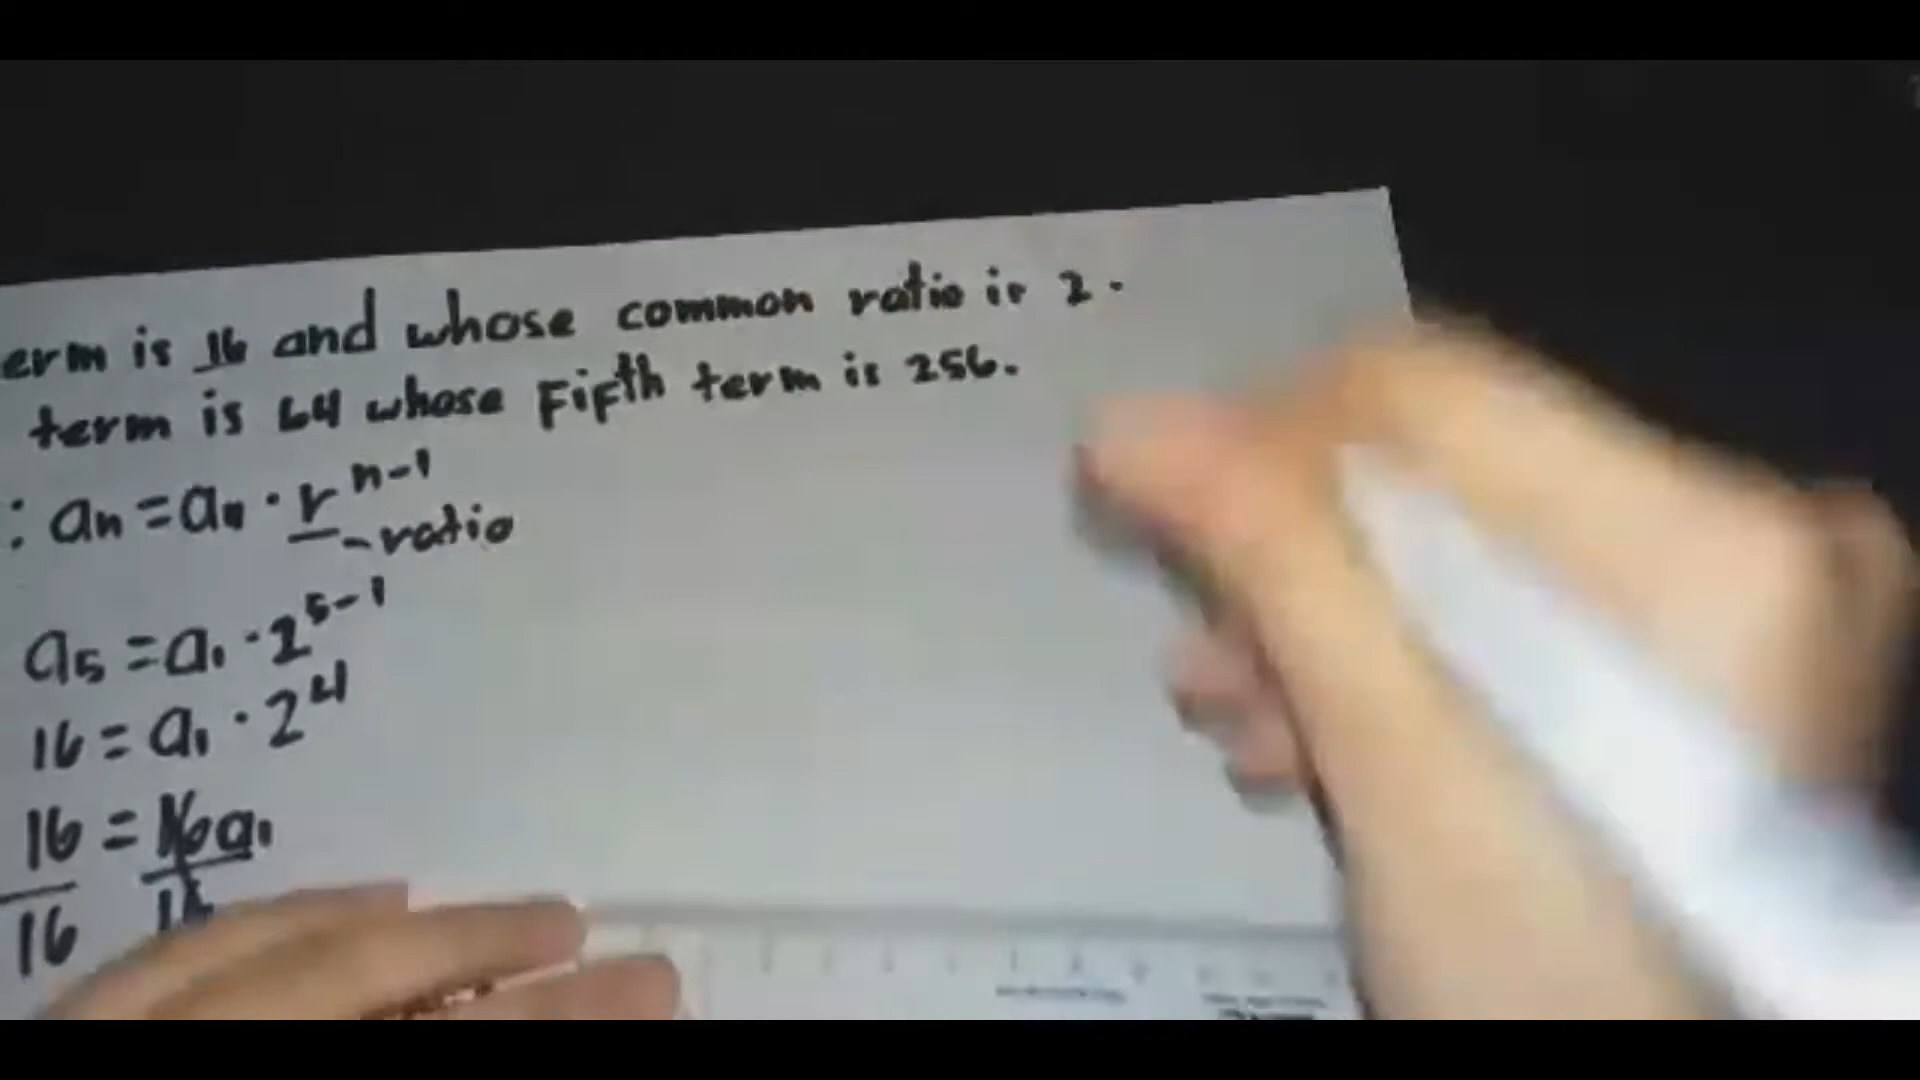 erm is 16 and whose common ratio is 2.
term is 64 whose Fifth term is 256.
: an = a1 · r^n-1
- ratio
a5 = a1 · 2^5-1
16 = a1 · 2^4
16 = 16a1
16 16